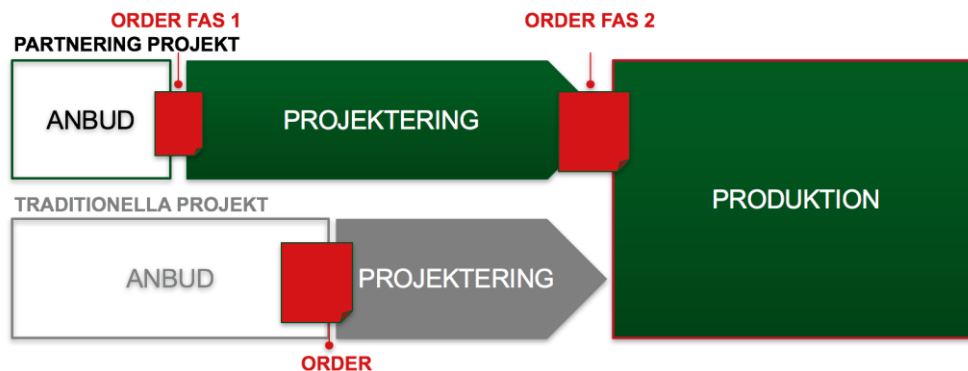 ORDER FAS 1
ORDER FAS 2
PARTNERING PROJEKT
ANBUD
PROJEKTERING
PRODUKTION
TRADITIONELLA PROJEKT
ANBUD
PROJEKTERING
ORDER